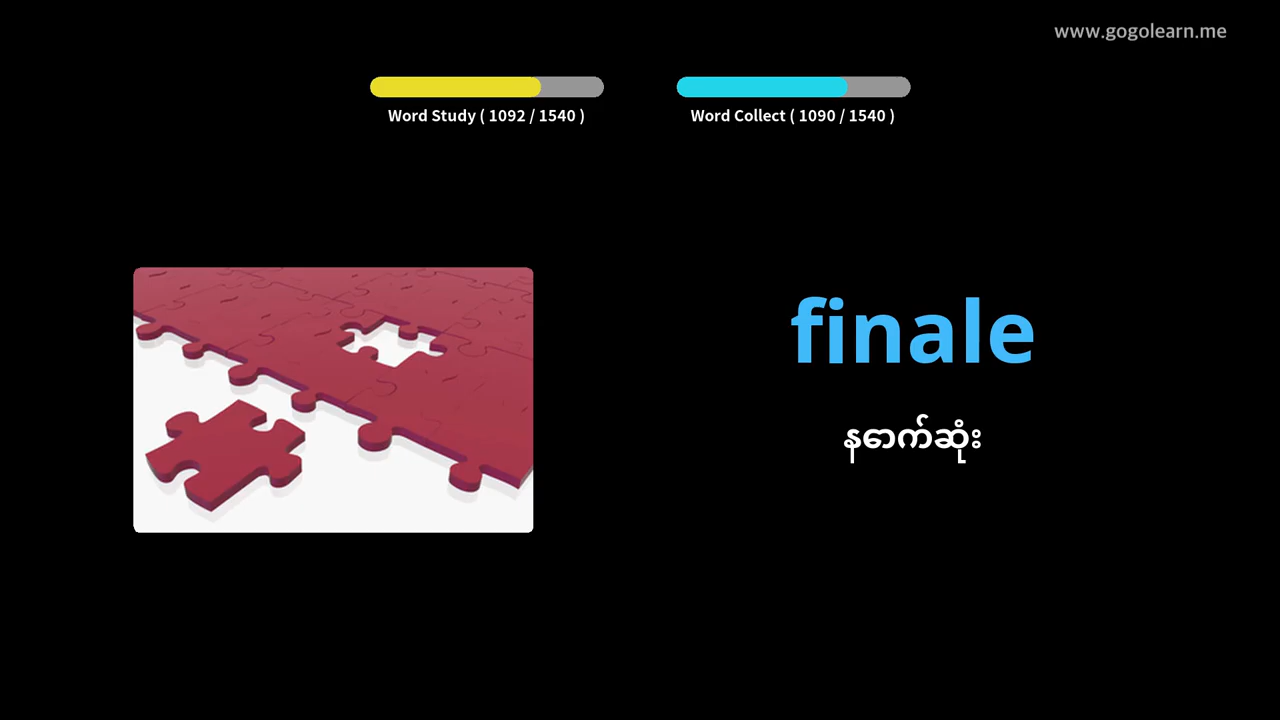 www.gogolearn.me
Word Study ( 1092 / 1540 )
Word Collect ( 1090 / 1540 )
finale
နောက်ဆုံး